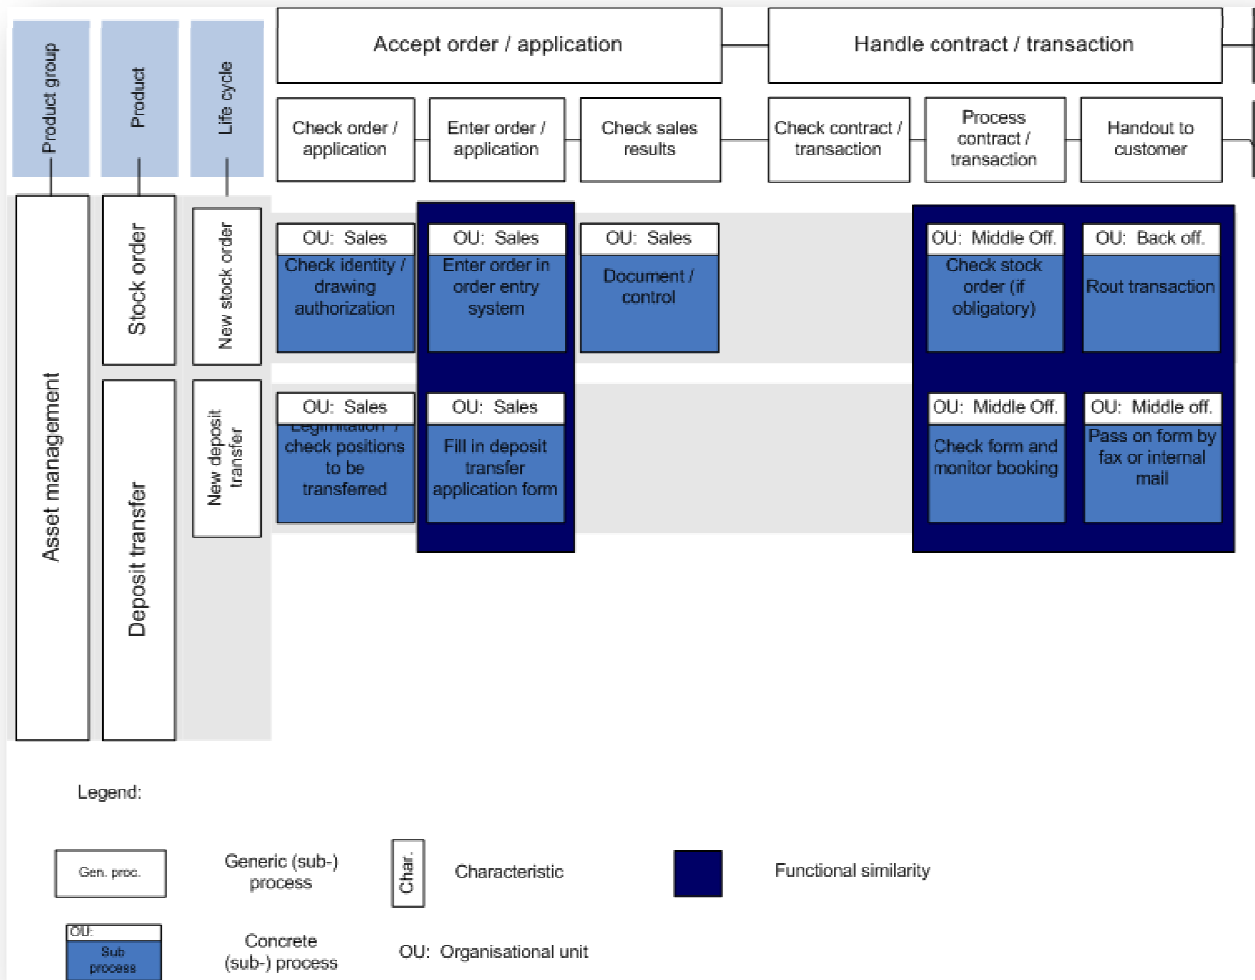 Product group
Product
Life cycle
Accept order / application
Handle contract / transaction
Check order /
application
Enter order /
application
Check sales
results
Check contract /
transaction
Process
contract /
transaction
Handout to
customer
Asset management
Stock order
New stock order
OU: Sales
Check identity /
drawing
authorization
OU: Sales
Enter order in
order entry
system
OU: Sales
Document /
control
OU: Middle Off.
Check stock
order (if
obligatory)
OU: Back off.
Rout transaction
Deposit transfer
New deposit
transfer
OU: Sales
Legimitation /
check positions
to be
transferred
OU: Sales
Fill in deposit
transfer
application form
OU: Middle Off.
Check form and
monitor booking
OU: Middle off.
Pass on form by
fax or internal
mail
Legend:
Gen. proc.
Generic (sub-)
process
Char.
Characteristic
Functional similarity
OU:
Sub
process
Concrete
(sub-) process
OU: Organisational unit